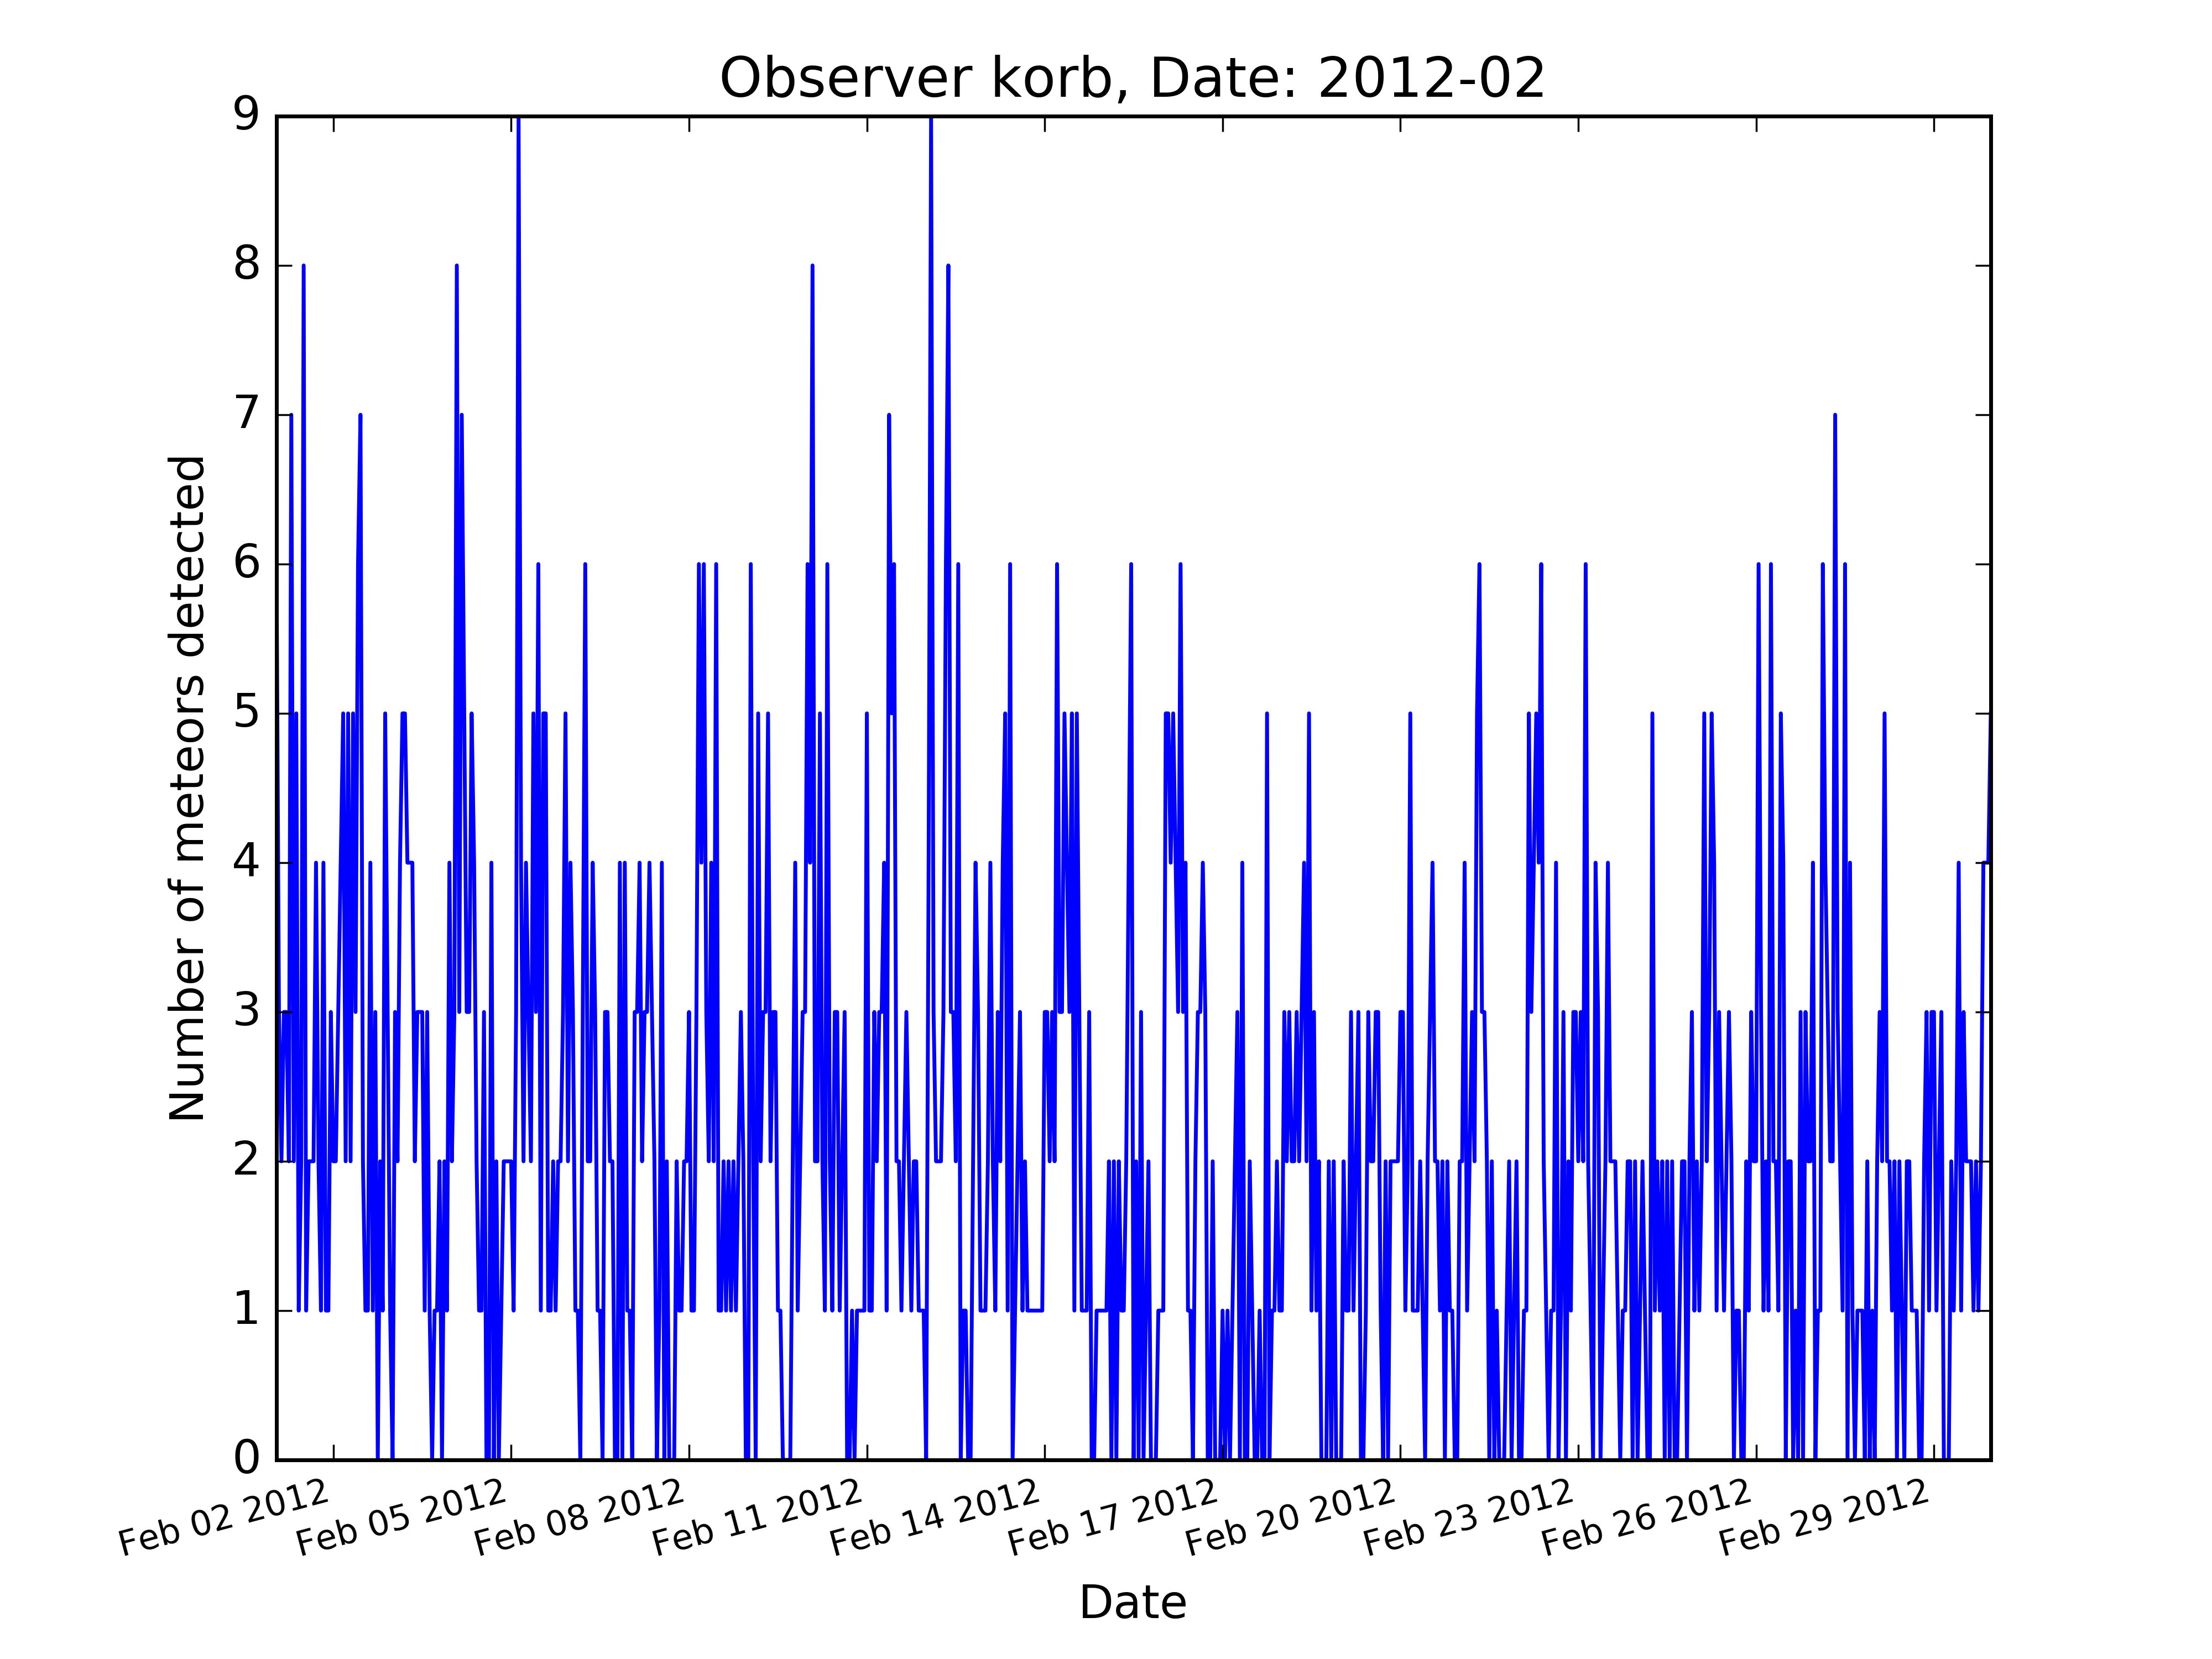 Observer korb, Date: 2012-02
Number of meteors detected
9
8
7
6
5
4
3
2
1
0
Feb 02 2012
Feb 05 2012
Feb 08 2012
Feb 11 2012
Feb 14 2012
Feb 17 2012
Feb 20 2012
Feb 23 2012
Feb 26 2012
Feb 29 2012
Date